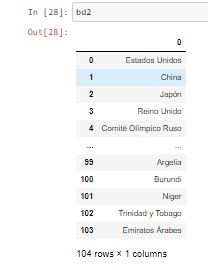 In [28]: bd2
Out[28]:
0
0 Estados Unidos
1 China
2 Japón
3 Reino Unido
4 Comité Olímpico Ruso
... ...
99 Argelia
100 Burundi
101 Niger
102 Trinidad y Tobago
103 Emiratos Árabes
104 rows × 1 columns